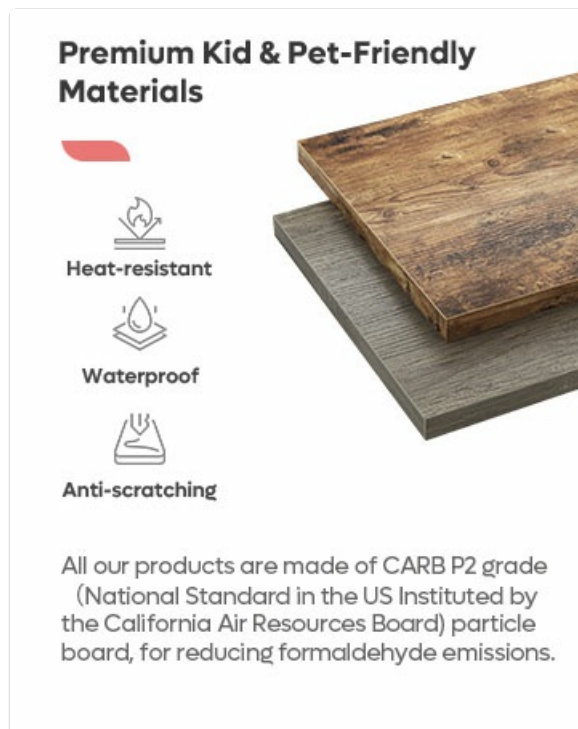 Premium Kid & Pet-Friendly
Materials
Heat-resistant
Waterproof
Anti-scratching
All our products are made of CARB P2 grade
（National Standard in the US Instituted by
the California Air Resources Board) particle
board, for reducing formaldehyde emissions.